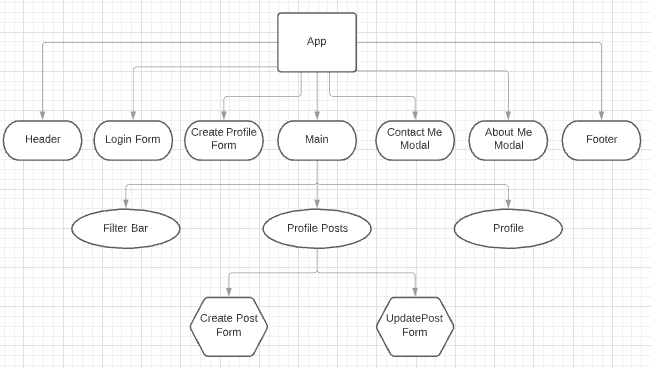 App
Header
Login Form
Create Profile
Form
Main
Contact Me
Modal
About Me
Modal
Footer
Filter Bar
Profile Posts
Profile
Create Post
Form
UpdatePost
Form